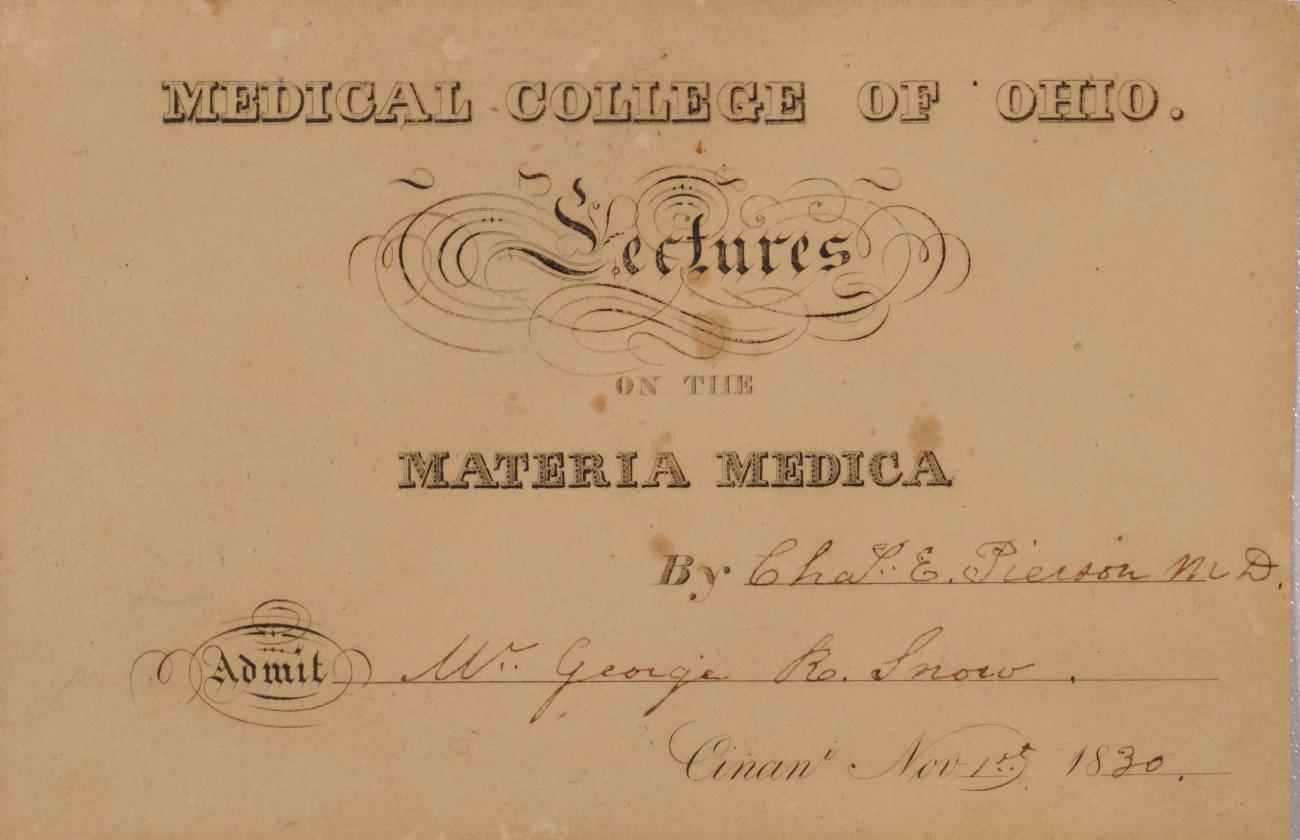 MEDICAL COLLEGE OF OHIO.
Lectures
ON THE
MATERIA MEDICA
By Chas. E. Pierson M D.
Admit Mr. George R. Snow.
Cinani Nov 1st 1830.